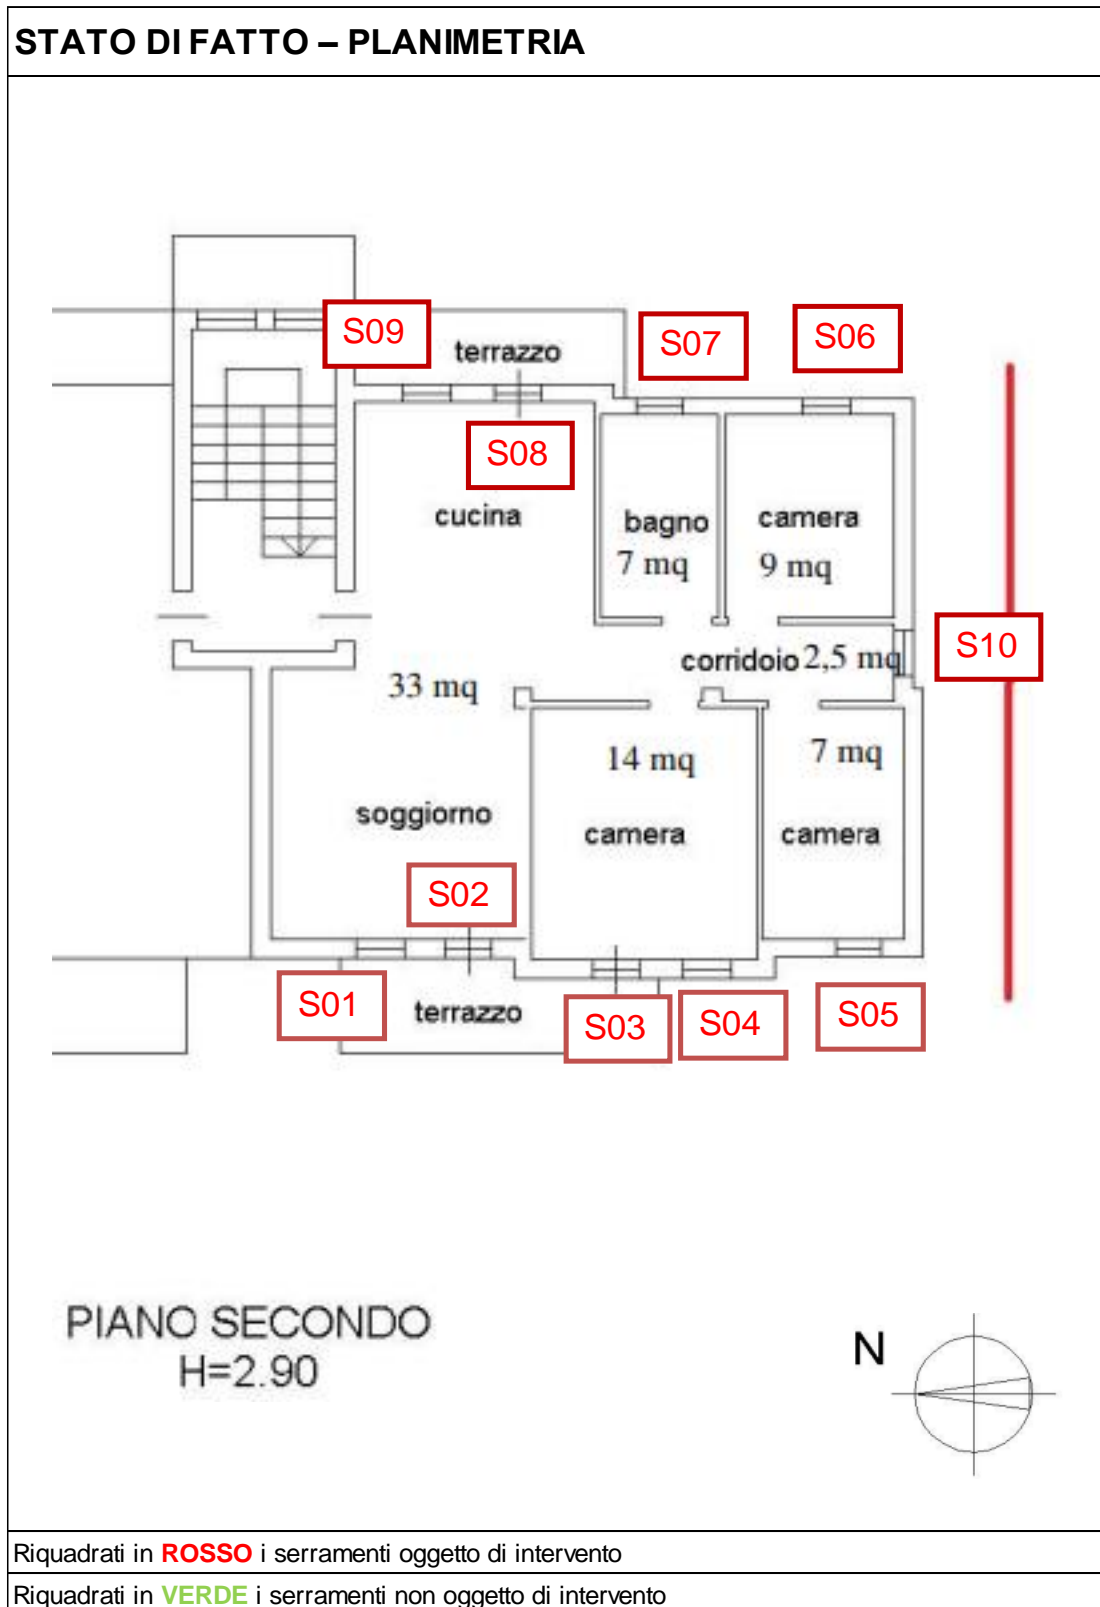 STATO DI FATTO – PLANIMETRIA
S09
terrazzo
S07
S06
S08
cucina
bagno
7 mq
camera
9 mq
corridoio 2,5 mq
S10
33 mq
14 mq
7 mq
soggiorno
camera
camera
S02
S01
terrazzo
S03
S04
S05
PIANO SECONDO
H=2.90
N
Riquadrati in ROSSO i serramenti oggetto di intervento
Riquadrati in VERDE i serramenti non oggetto di intervento